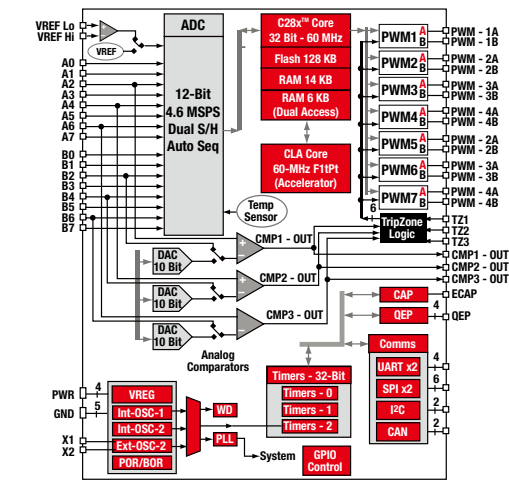 VREF Lo
VREF Hi
VREF
A0
A1
A2
A3
A4
A5
A6
A7
B0
B1
B2
B3
B4
B5
B6
B7
ADC
12-Bit
4.6 MSPS
Dual S/H
Auto Seq
Temp
Sensor
C28x™ Core
32 Bit - 60 MHz
Flash 128 KB
RAM 14 KB
RAM 6 KB
(Dual Access)
CLA Core
60-MHz F1tPt
(Accelerator)
PWM1 A
B
PWM2 A
B
PWM3 A
B
PWM4 A
B
PWM5 A
B
PWM6 A
B
PWM7 A
B
6
PWM - 1A
PWM - 1B
PWM - 2A
PWM - 2B
PWM - 3A
PWM - 3B
PWM - 4A
PWM - 4B
PWM - 2A
PWM - 2B
PWM - 3A
PWM - 3B
PWM - 4A
PWM - 4B
TripZone
Logic
TZ1
TZ2
TZ3
CMP1 - OUT
CMP2 - OUT
CMP3 - OUT
DAC
10 Bit
DAC
10 Bit
DAC
10 Bit
+
−
+
−
+
−
CMP1 - OUT
CMP2 - OUT
CMP3 - OUT
Analog
Comparators
CAP
ECAP
QEP
4
QEP
Comms
UART x2
4
SPI x2
6
I²C
2
CAN
2
Timers - 32-Bit
Timers - 0
Timers - 1
Timers - 2
PWR
4
GND
5
X1
X2
VREG
Int-OSC-1
Int-OSC-2
Ext-OSC-2
POR/BOR
WD
PLL
System
GPIO
Control